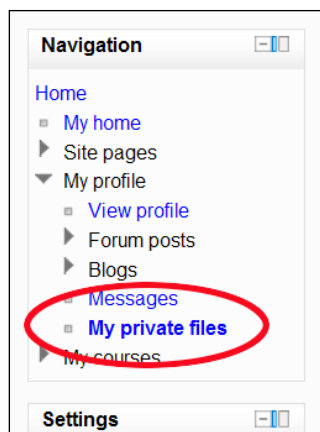 Navigation
Home
My home
Site pages
My profile
View profile
Forum posts
Blogs
Messages
My private files
My courses
Settings